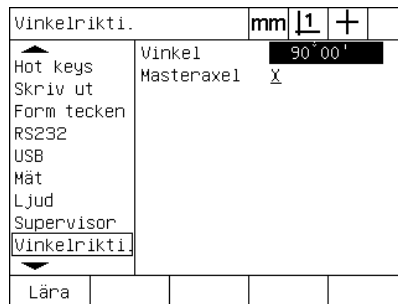 Vinkelrikti. mm 1
Vinkel 90°00'
Masteraxel X
Hot keys
Skriv ut
Form tecken
RS232
USB
Mät
Ljud
Supervisor
Vinkelrikti.
Lära